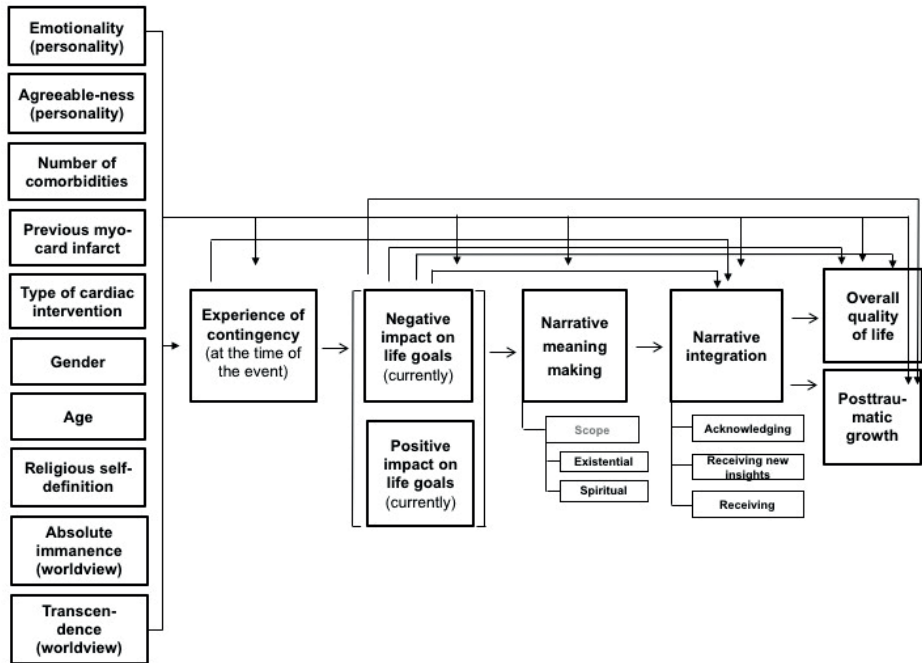 Emotionality
(personality)
Agreeable-ness
(personality)
Number of
comorbidities
Previous myo-
card infarct
Type of cardiac
intervention
Gender
Age
Religious self-
definition
Absolute
immanence
(worldview)
Transcen-
dence
(worldview)
Experience of
contingency
(at the time of
the event)
Negative
impact on
life goals
(currently)
Positive
impact on
life goals
(currently)
Narrative
meaning
making
Scope
Existential
Spiritual
Narrative
integration
Acknowledging
Receiving new
insights
Receiving
Overall
quality
of life
Posttrau-
matic
growth